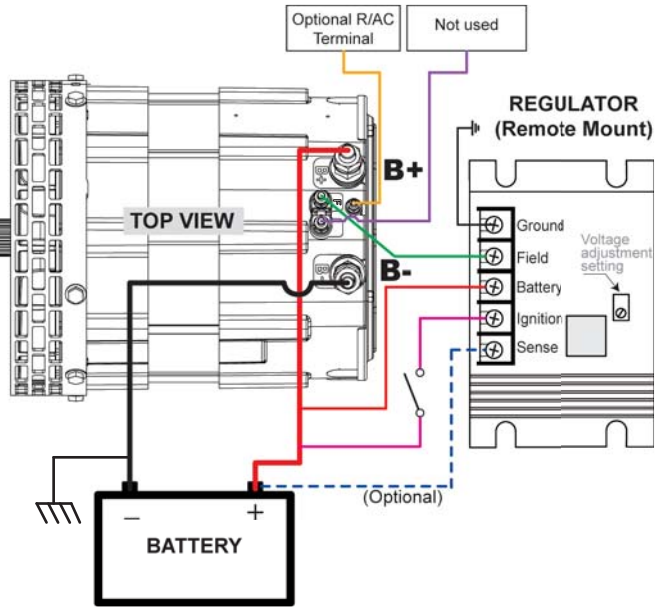 Optional R/AC
Terminal
Not used
REGULATOR
(Remote Mount)
B+
B+
F
TOP VIEW
B-
B-
Ground
Field
Battery
Ignition
Sense
Voltage
adjustment
setting
(Optional)
– +
BATTERY